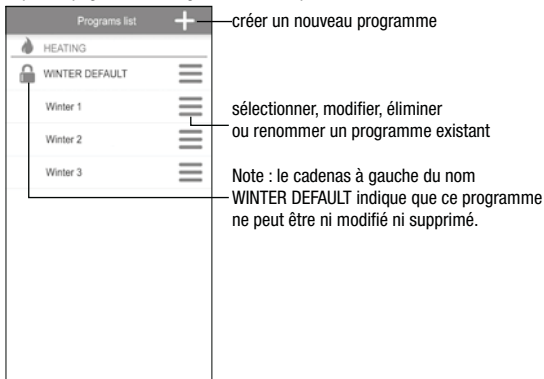 Programs list
créer un nouveau programme
HEATING
WINTER DEFAULT
Winter 1
sélectionner, modifier, éliminer
ou renommer un programme existant
Winter 2
Winter 3
Note : le cadenas à gauche du nom
WINTER DEFAULT indique que ce programme
ne peut être ni modifié ni supprimé.